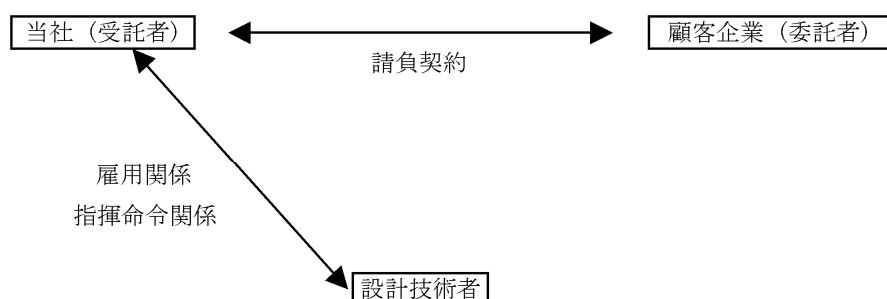 当社（受託者）
顧客企業（委託者）
請負契約
雇用関係
指揮命令関係
設計技術者